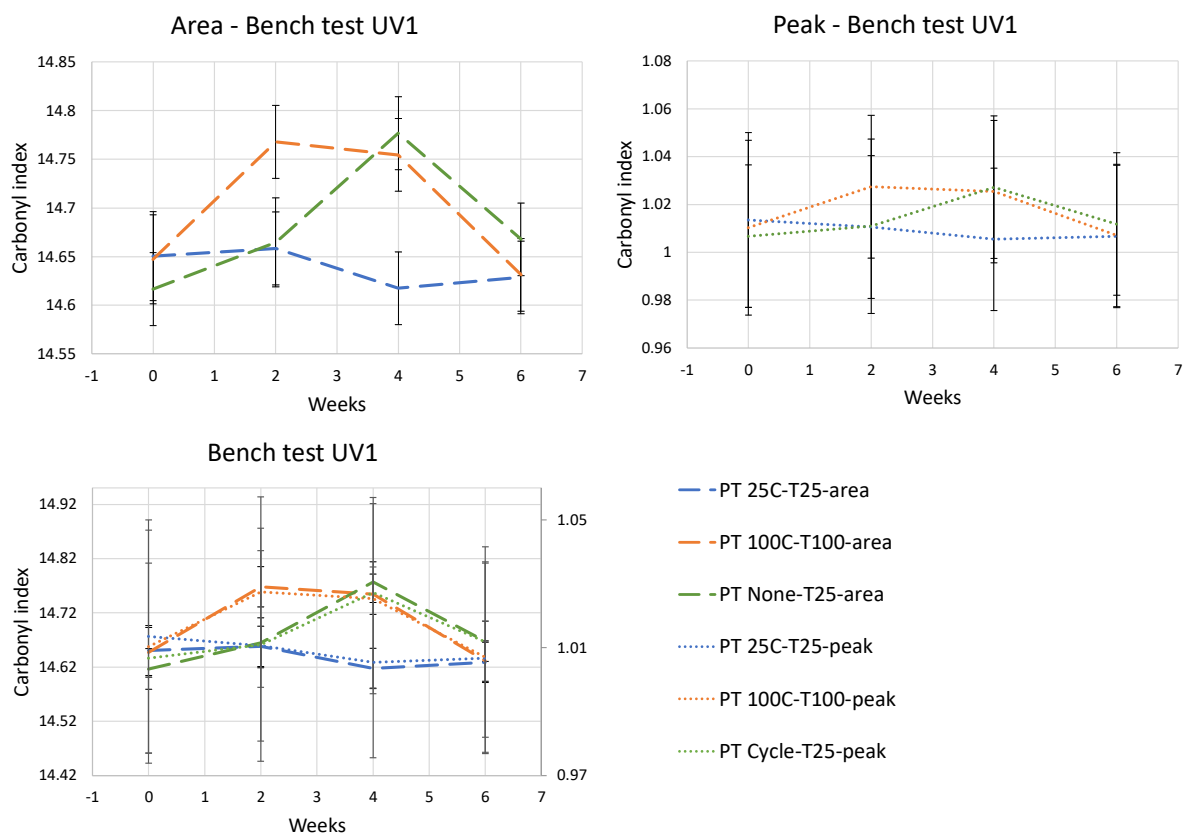 Area - Bench test UV1
14.85
14.8
14.75
14.7
14.65
14.6
14.55
Carbonyl index
-1 0 1 2 3 4 5 6 7
Weeks
Peak - Bench test UV1
1.08
1.06
1.04
1.02
1
0.98
0.96
Carbonyl index
-1 0 1 2 3 4 5 6 7
Weeks
Bench test UV1
14.92
14.82
14.72
14.62
14.52
14.42
Carbonyl index
1.05
1.01
0.97
-1 0 1 2 3 4 5 6 7
Weeks
PT 25C-T25-area
PT 100C-T100-area
PT None-T25-area
PT 25C-T25-peak
PT 100C-T100-peak
PT Cycle-T25-peak